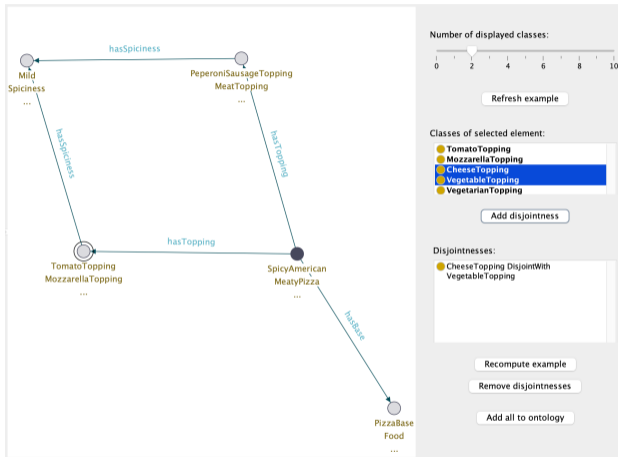 hasSpiciness
Mild
Spiciness
...
PeperoniSausageTopping
MeatTopping
...
hasSpiciness
hasTopping
hasTopping
TomatoTopping
MozzarellaTopping
...
SpicyAmerican
MeatyPizza
...
hasBase
PizzaBase
Food
...
Number of displayed classes:
0 2 4 6 8 10
Refresh example
Classes of selected element:
TomatoTopping
MozzarellaTopping
CheeseTopping
VegetableTopping
VegetarianTopping
Add disjointness
Disjointnesses:
CheeseTopping DisjointWith
VegetableTopping
Recompute example
Remove disjointnesses
Add all to ontology